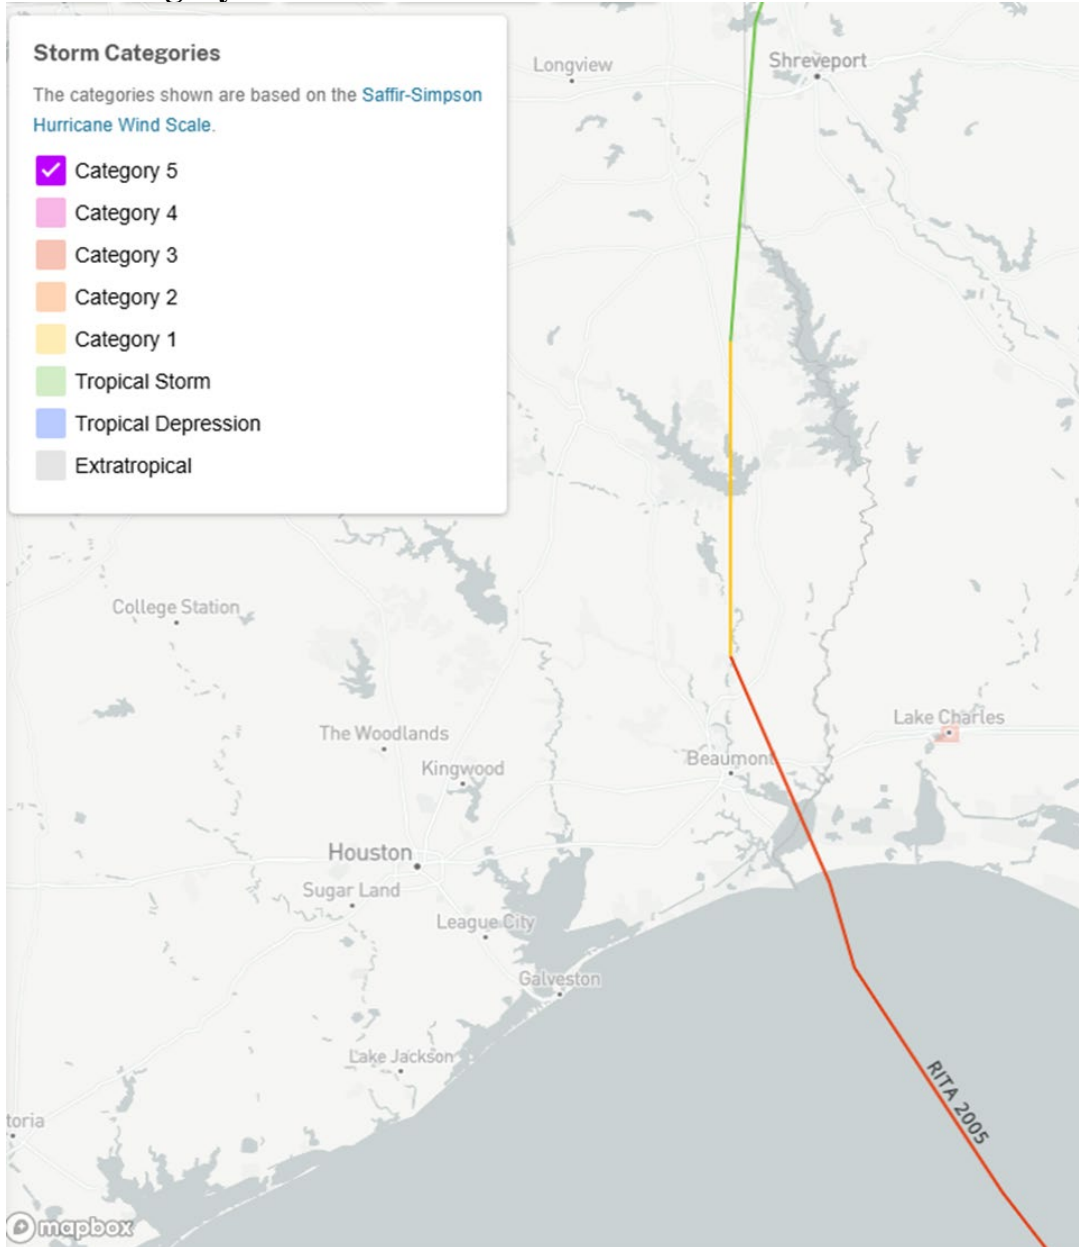 Storm Categories
The categories shown are based on the Saffir-Simpson
Hurricane Wind Scale.
Category 5
Category 4
Category 3
Category 2
Category 1
Tropical Storm
Tropical Depression
Extratropical
Longview
Shreveport
College Station
Lake Charles
The Woodlands
Beaumont
Kingwood
Houston
Sugar Land
League City
Galveston
Lake Jackson
RITA 2005
toria
mapbox